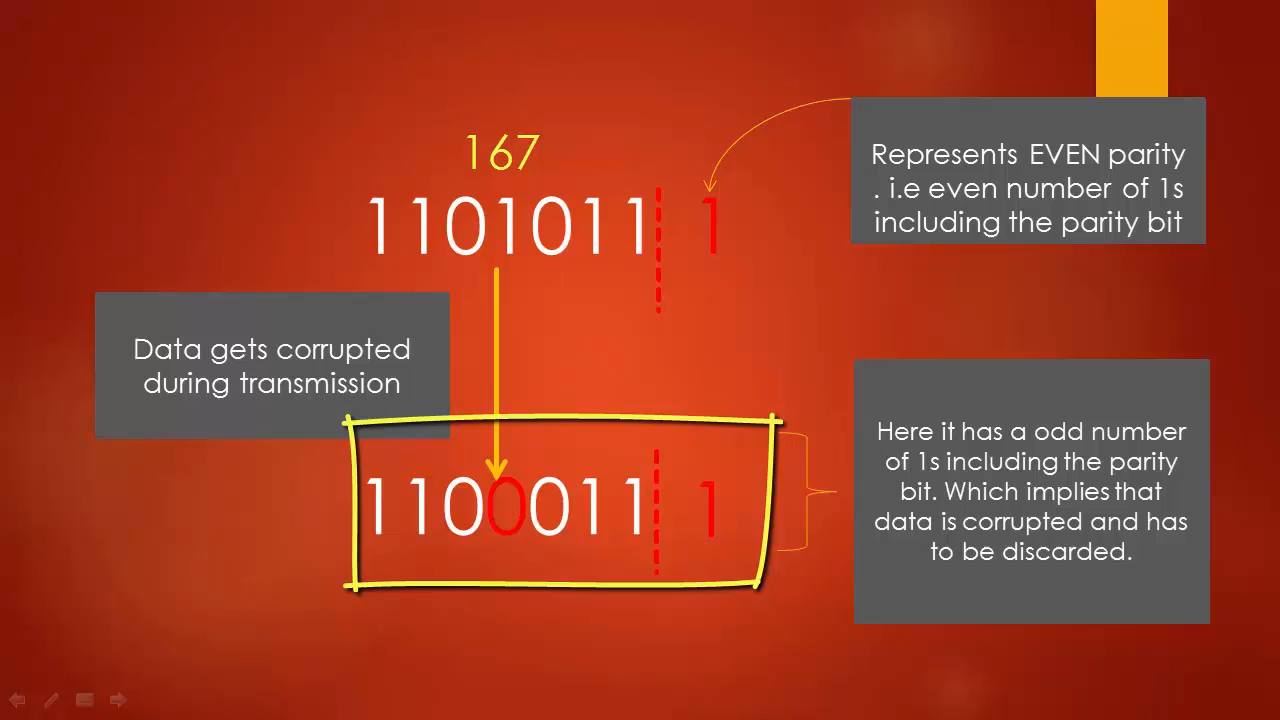 167
1101011 1
Represents EVEN parity
. i.e even number of 1s
including the parity bit
Data gets corrupted
during transmission
1100011 1
Here it has a odd number
of 1s including the parity
bit. Which implies that
data is corrupted and has
to be discarded.